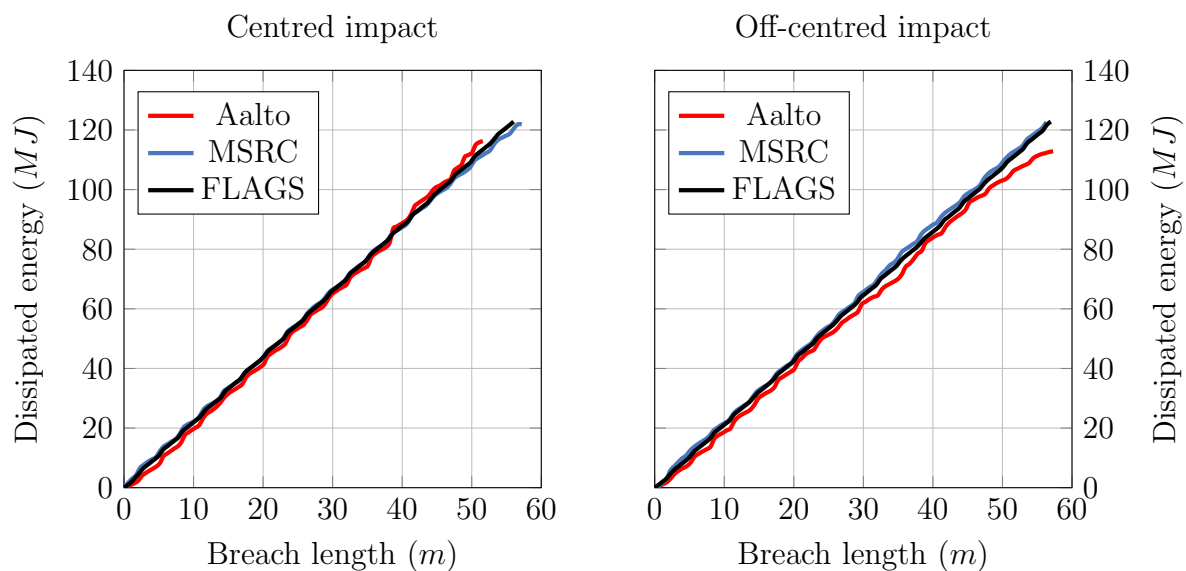 Centred impact
140
120
100
80
60
40
20
0
Dissipated energy (MJ)
Aalto
MSRC
FLAGS
0 10 20 30 40 50 60
Breach length (m)
Off-centred impact
Aalto
MSRC
FLAGS
140
120
100
80
60
40
20
0
Dissipated energy (MJ)
0 10 20 30 40 50 60
Breach length (m)